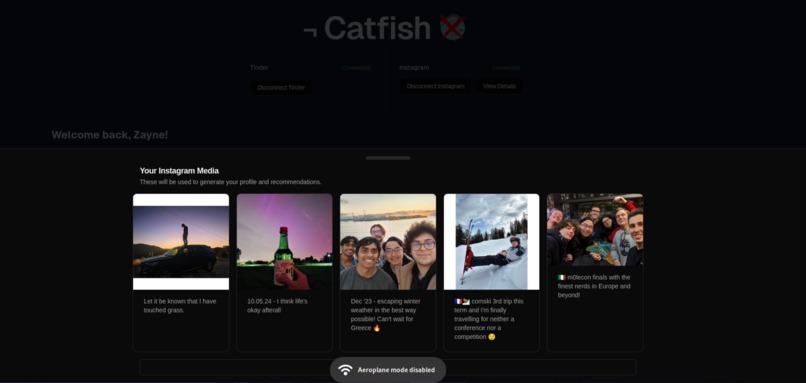 ¬ Catfish
Tinder
Connected
Instagram
Connected
Disconnect Tinder
Disconnect Instagram
View Details
Welcome back, Zayne!
Your Instagram Media
These will be used to generate your profile and recommendations.
Let it be known that I have
touched grass.
10.05.24 - I think life's
okay afterall
Dec '23 - escaping winter
weather in the best way
possible! Can't wait for
Greece 🔥
🇫🇷🎿 comski 3rd trip this
term and I'm finally
travelling for neither a
conference nor a
competition 😌
🇮🇹 m0lecon finals with the
finest nerds in Europe and
beyond!
Aeroplane mode disabled